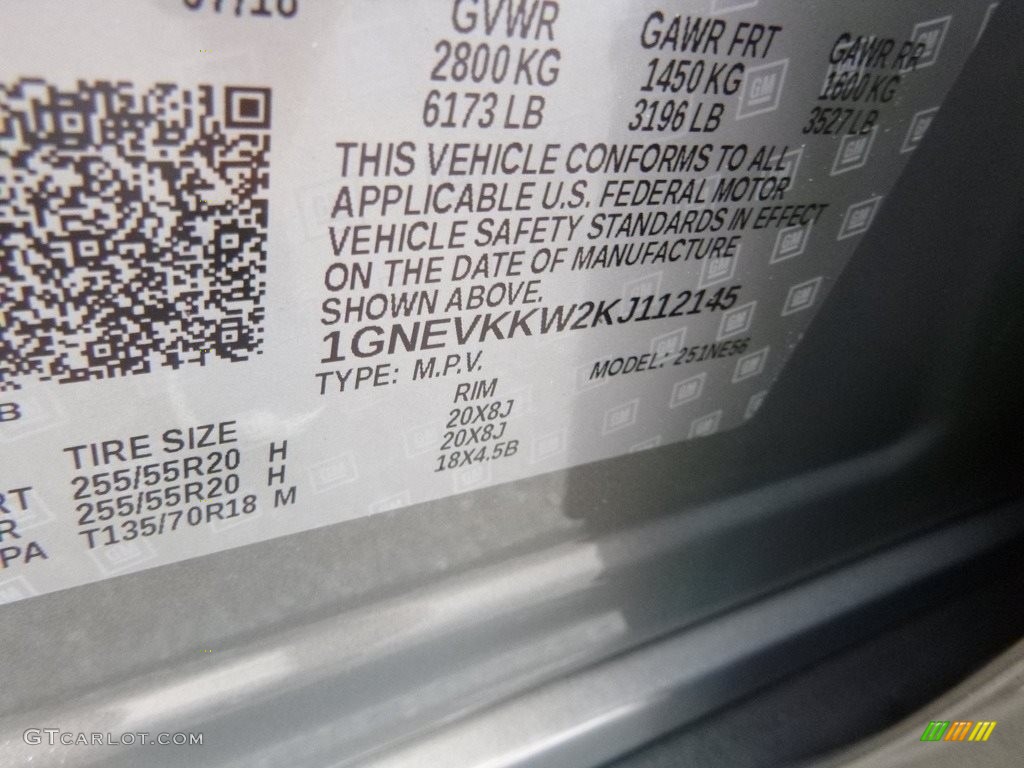 GVWR GAWR FRT GAWR RR
2800 KG 1450 KG 1600 KG
6173 LB 3196 LB 3527 LB
THIS VEHICLE CONFORMS TO ALL
APPLICABLE U.S. FEDERAL MOTOR
VEHICLE SAFETY STANDARDS IN EFFECT
ON THE DATE OF MANUFACTURE
SHOWN ABOVE.
1GNEVKKW2KJ112145
TYPE: M.P.V. MODEL: 251NE56
B
TIRE SIZE RIM
RT 255/55R20 H 20X8J
R 255/55R20 H 20X8J
PA T135/70R18 M 18X4.5B
GTCARLOT.COM